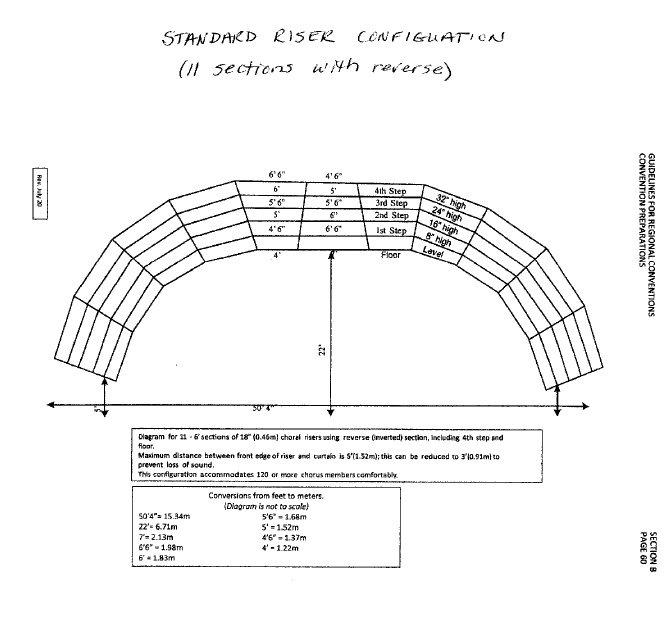 STANDARD RISER CONFIGURATION
(11 sections with reverse)
Rev. July 20
GUIDELINES FOR REGIONAL CONVENTIONS
CONVENTION PREPARATIONS
6'6" 4'6"
6' 5' 4th Step 32" high
5'6" 5'6" 3rd Step 24" high
5' 6" 2nd Step 16" high
4'6" 6'6" 1st Step 8" high
4' Floor Level
22'
50'4"
Diagram for 11 - 6' sections of 18" (0.46m) choral risers using reverse (inverted) section, including 4th step and
floor.
Maximum distance between front edge of riser and curtain is 5'(1.52m); this can be reduced to 3'(0.91m) to
prevent loss of sound.
This configuration accommodates 120 or more chorus members comfortably.
Conversions from feet to meters.
(Diagram is not to scale)
50'4"= 15.34m 5'6" = 1.68m
22'= 6.71m 5' = 1.52m
7'= 2.13m 4'6" = 1.37m
6'6" = 1.98m 4' = 1.22m
6' = 1.83m
SECTION B
PAGE 60